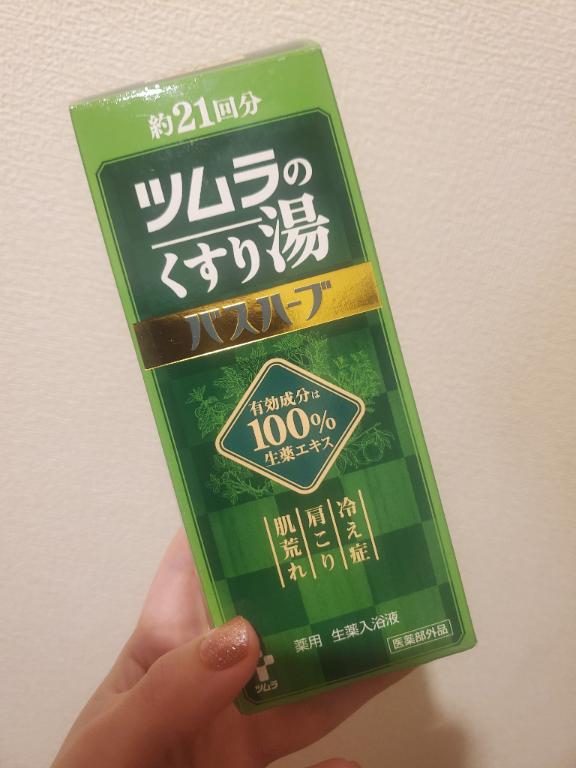 約21回分
ツムラの
くすり湯
バスハーブ
有効成分は
100%
生薬エキス
冷え症
肩こり
肌荒れ
薬用 生薬入浴液
医薬部外品
ツムラ